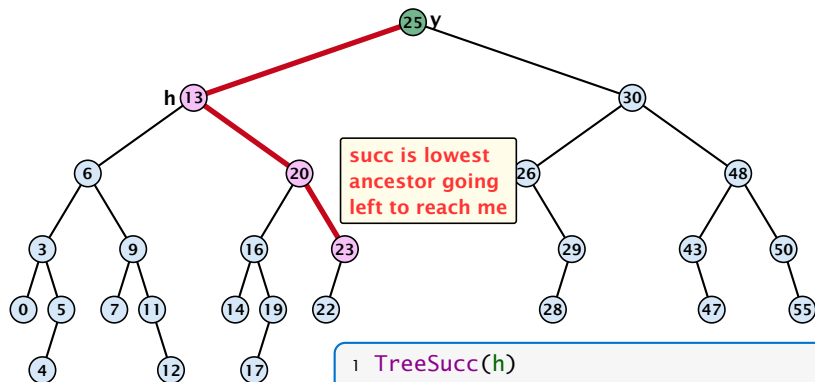 25 y
h 13 30
6 20 26 48
succ is lowest
ancestor going
left to reach me
3 9 16 23 29 43 50
0 5 7 11 14 19 22 28 47 55
4 12 17
1 TreeSucc(h)